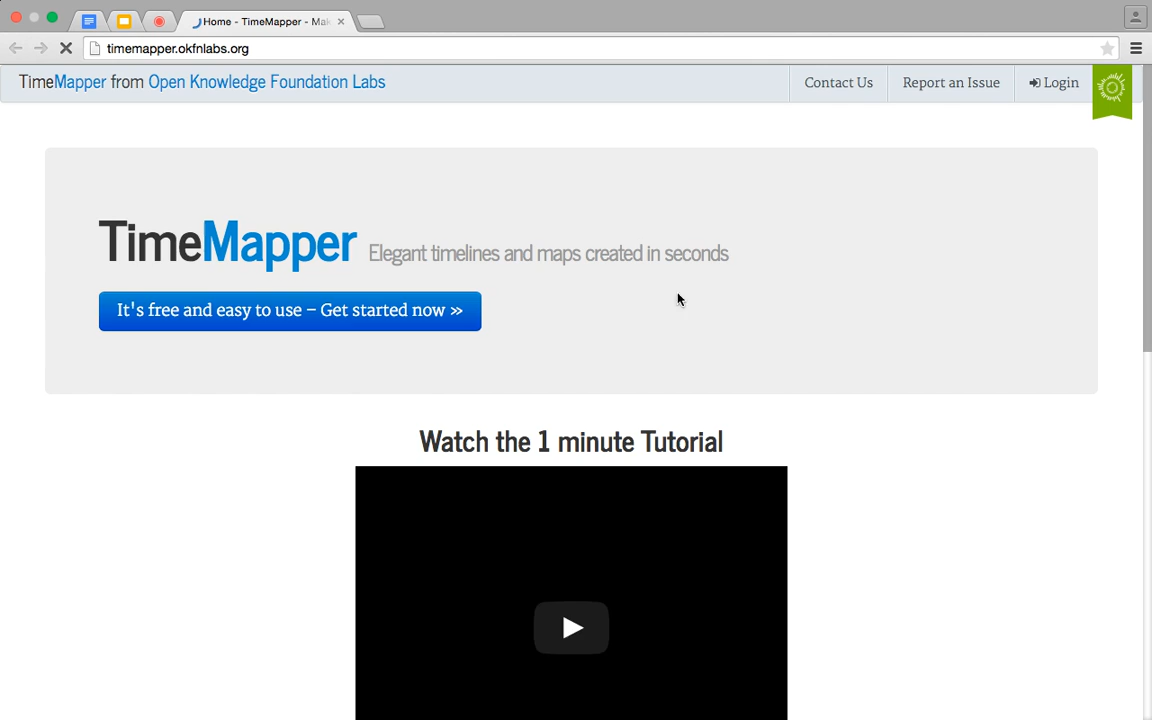 Home - TimeMapper - Mak
timemapper.okfnlabs.org
TimeMapper from Open Knowledge Foundation Labs
Contact Us
Report an Issue
Login
TimeMapper Elegant timelines and maps created in seconds
It's free and easy to use – Get started now »
Watch the 1 minute Tutorial